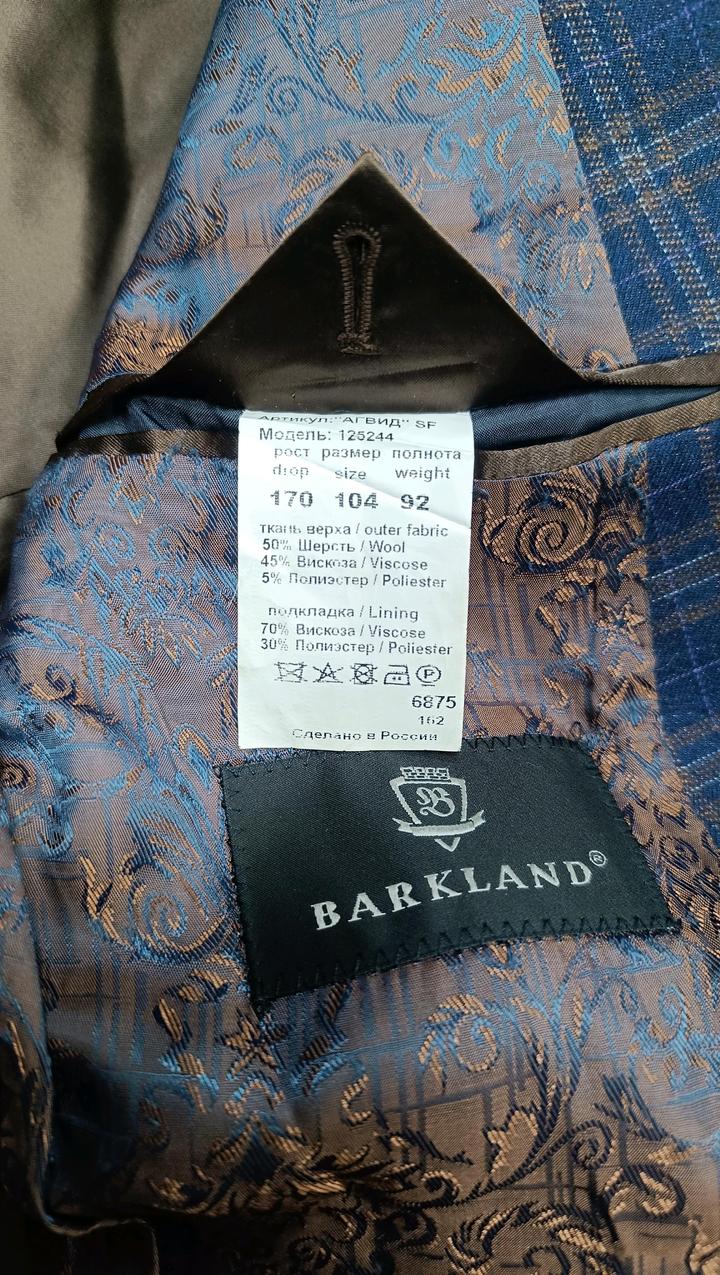 Артикул:"АГВИД" SF
Модель: 125244
рост размер полнота
drop size weight
170 104 92
ткань верха / outer fabric
50% Шерсть / Wool
45% Вискоза / Viscose
5% Полиэстер / Poliester
подкладка / Lining
70% Вискоза / Viscose
30% Полиэстер / Poliester
P
6875
162
Сделано в России
B
BARKLAND®